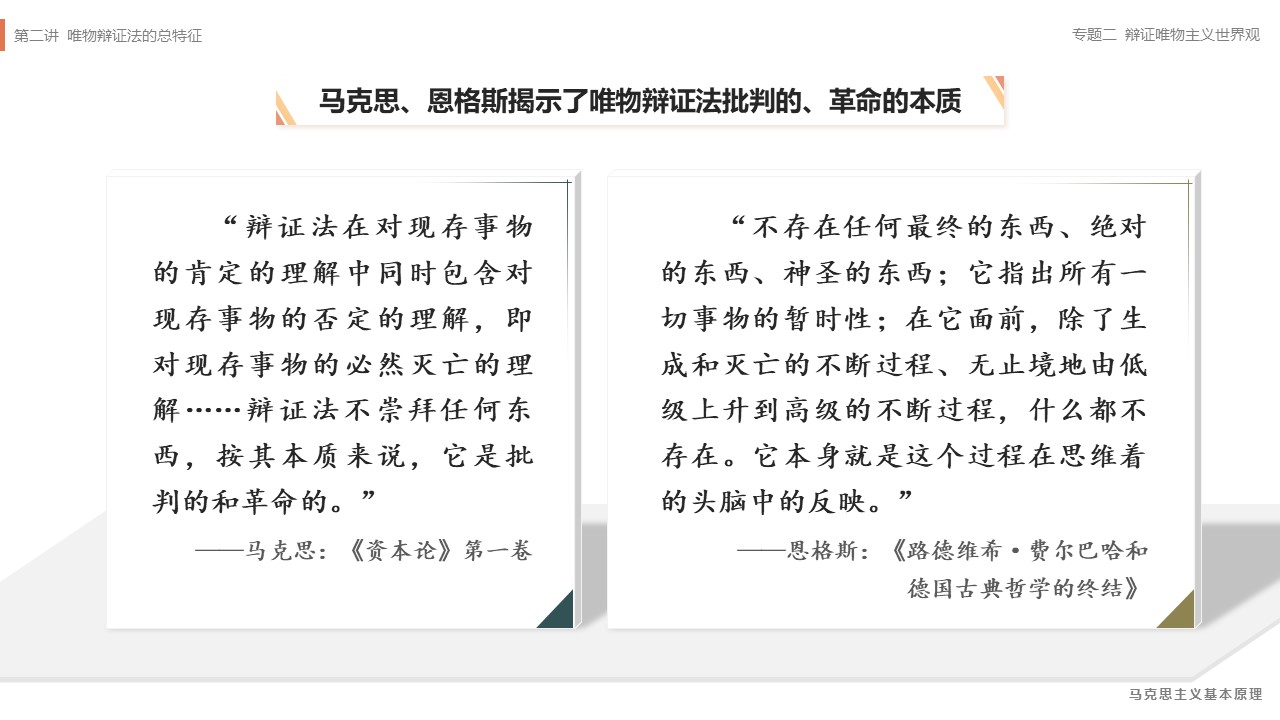 第二讲 唯物辩证法的总特征
专题二 辩证唯物主义世界观
马克思、恩格斯揭示了唯物辩证法批判的、革命的本质
“辩证法在对现存事物
的肯定的理解中同时包含对
现存事物的否定的理解，即
对现存事物的必然灭亡的理
解……辩证法不崇拜任何东
西，按其本质来说，它是批
判的和革命的。”
——马克思：《资本论》第一卷
“不存在任何最终的东西、绝对
的东西、神圣的东西；它指出所有一
切事物的暂时性；在它面前，除了生
成和灭亡的不断过程、无止境地由低
级上升到高级的不断过程，什么都不
存在。它本身就是这个过程在思维着
的头脑中的反映。”
——恩格斯：《路德维希·费尔巴哈和
德国古典哲学的终结》
马克思主义基本原理